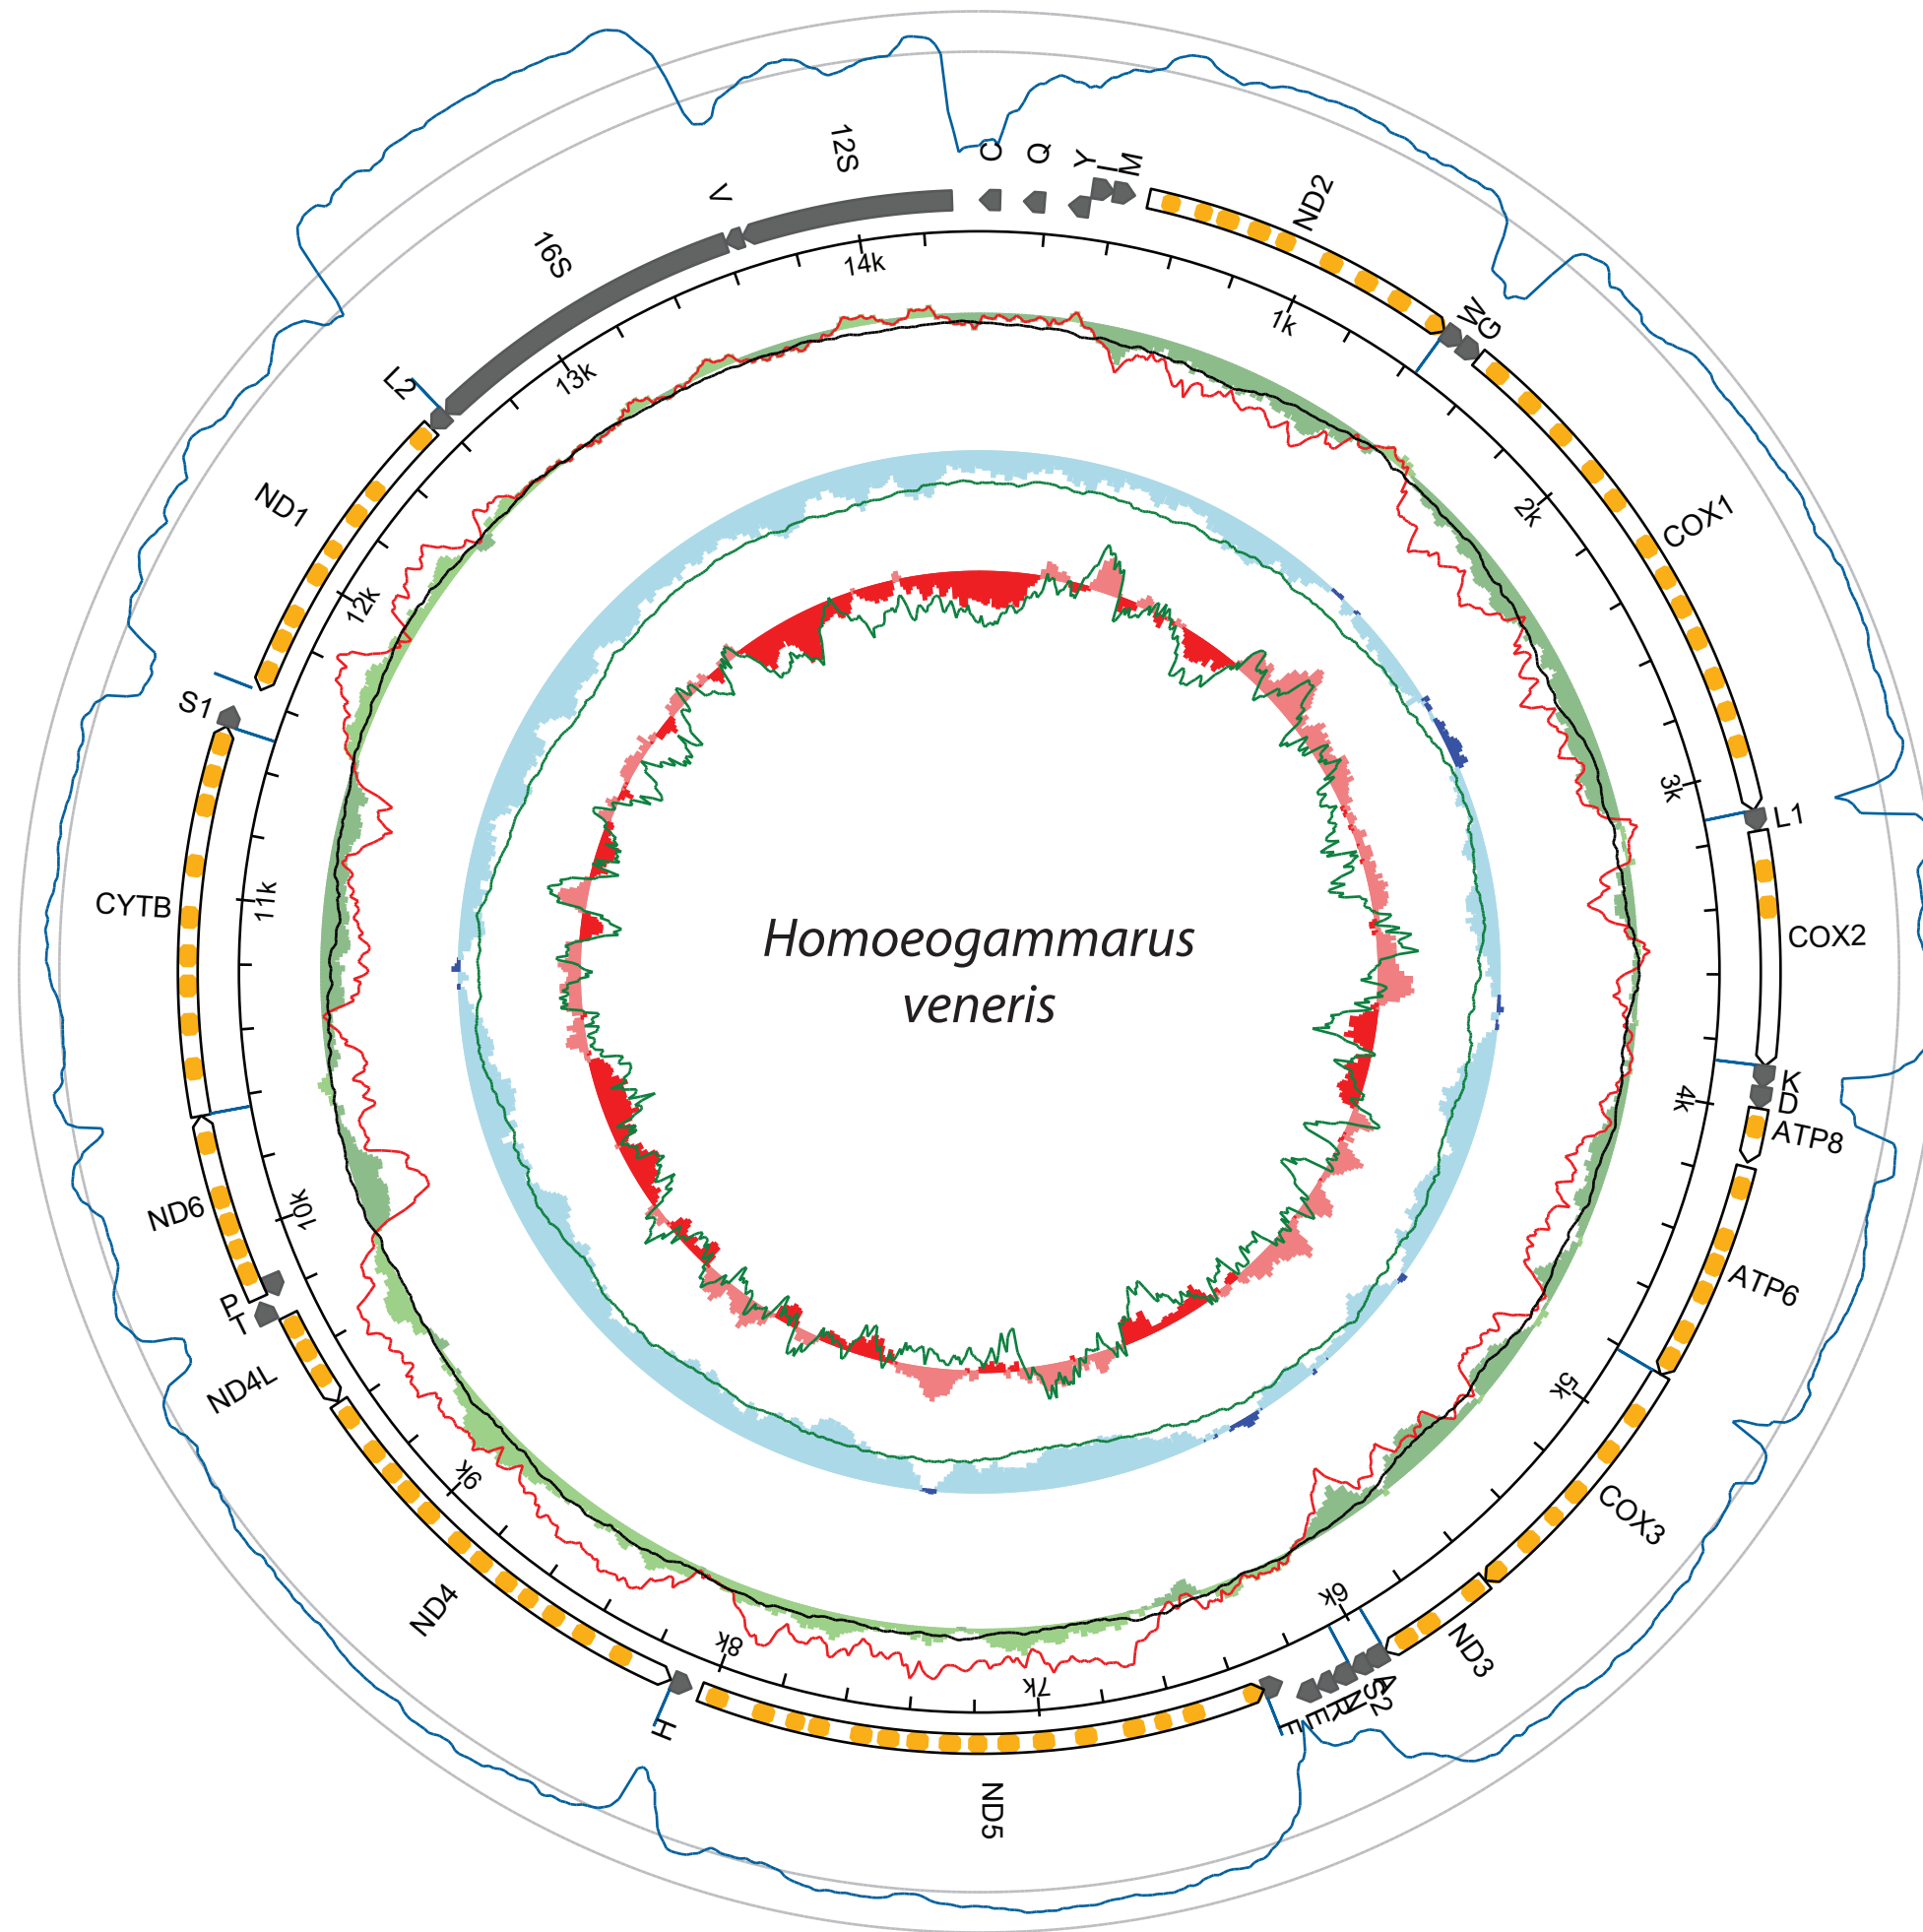 C
Q
Y
I
M
ND2
W
G
COX1
L1
COX2
K
D
ATP8
ATP6
COX3
ND3
A
S2
N
R
E
F
ND5
H
ND4
ND4L
T
P
ND6
CYTB
S1
ND1
L2
16S
V
12S
1k
2k
3k
4k
5k
6k
7k
8k
9k
10k
11k
12k
13k
14k
Homoeogammarus
veneris